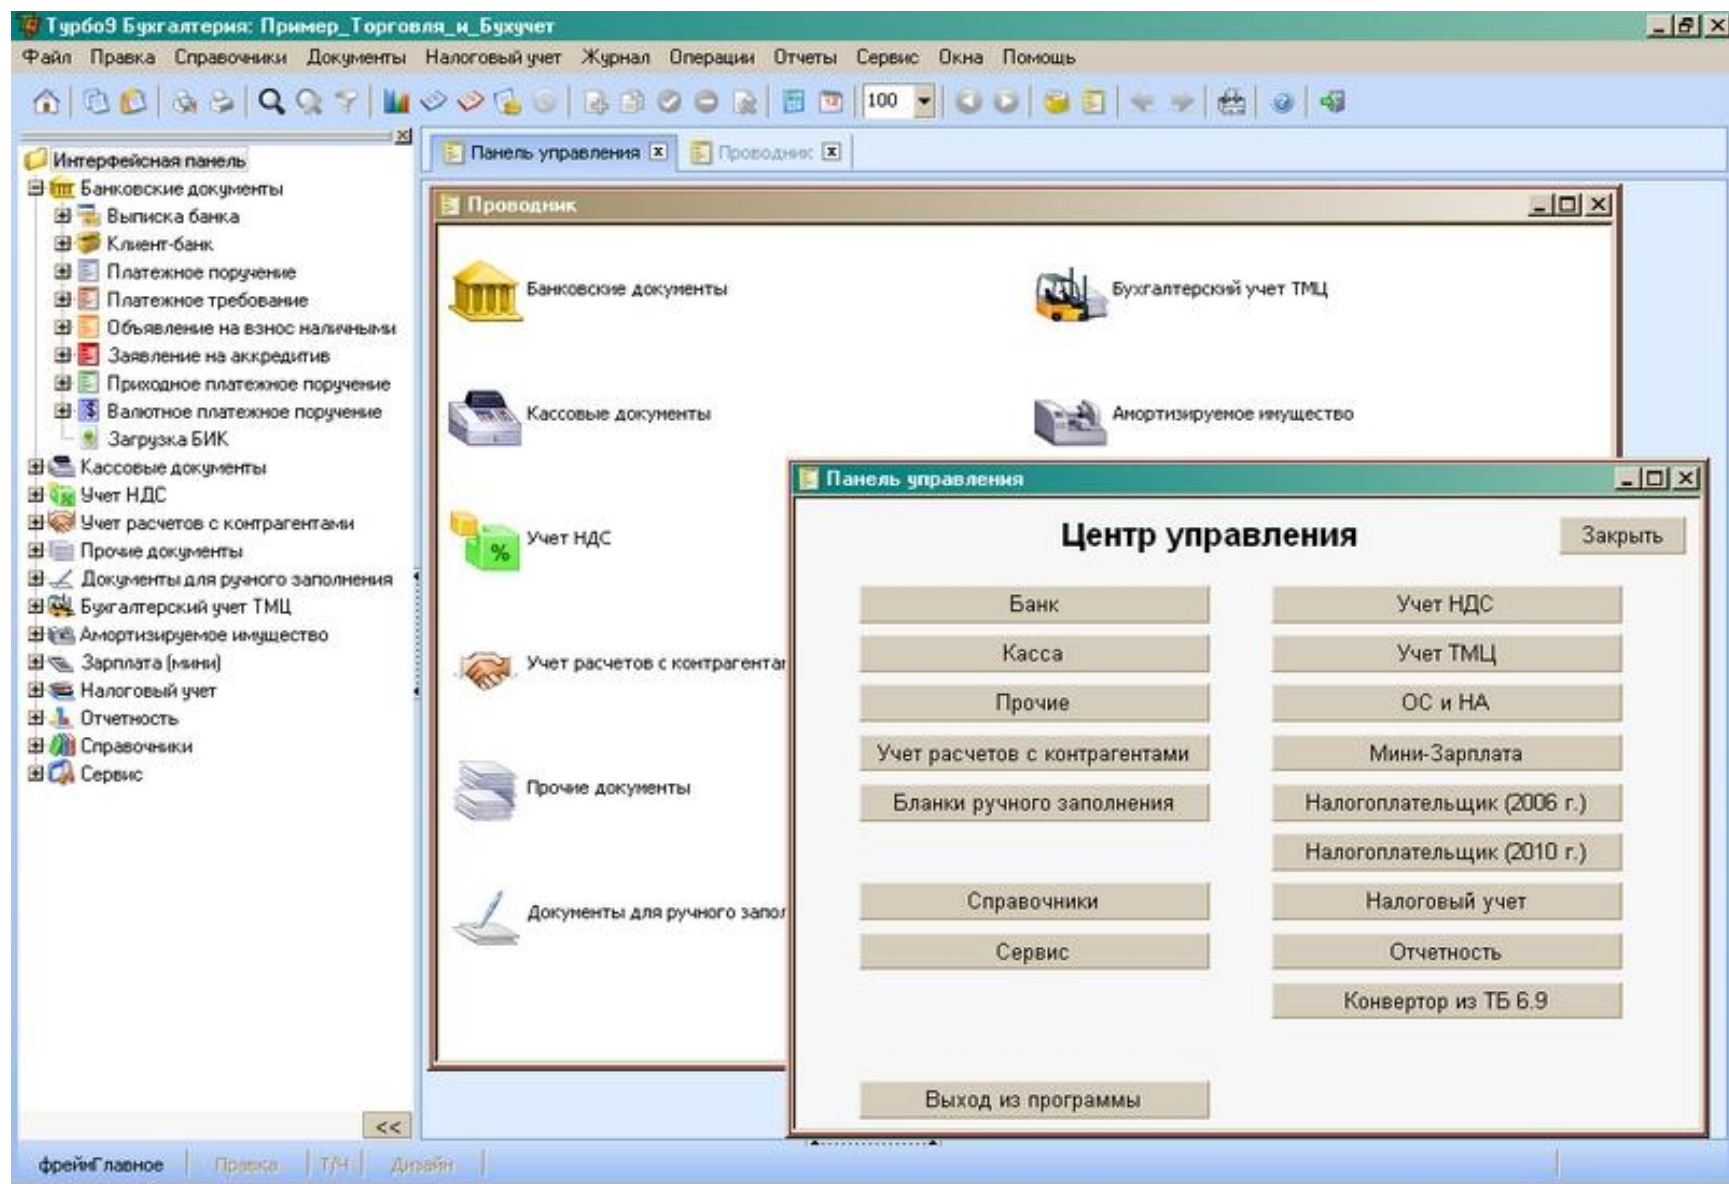 Турбо9 Бухгалтерия: Пример_Торговля_и_Бухучет
Файл Правка Справочники Документы Налоговый учет Журнал Операции Отчеты Сервис Окна Помощь
100
Интерфейсная панель
Банковские документы
Выписка банка
Клиент-банк
Платежное поручение
Платежное требование
Объявление на взнос наличными
Заявление на аккредитив
Приходное платежное поручение
Валютное платежное поручение
Загрузка БИК
Кассовые документы
Учет НДС
Учет расчетов с контрагентами
Прочие документы
Документы для ручного заполнения
Бухгалтерский учет ТМЦ
Амортизируемое имущество
Зарплата (мини)
Налоговый учет
Отчетность
Справочники
Сервис
<<
Панель управления Проводник
Проводник
Банковские документы
Бухгалтерский учет ТМЦ
Кассовые документы
Амортизируемое имущество
Учет НДС
Учет расчетов с контрагентам
Прочие документы
Документы для ручного запол
Панель управления
Центр управления
Закрыть
Банк
Учет НДС
Касса
Учет ТМЦ
Прочие
ОС и НА
Учет расчетов с контрагентами
Мини-Зарплата
Бланки ручного заполнения
Налогоплательщик (2006 г.)
Налогоплательщик (2010 г.)
Справочники
Налоговый учет
Сервис
Отчетность
Конвертор из ТБ 6.9
Выход из программы
фреймГлавное Правка Т/Ч Дизайн